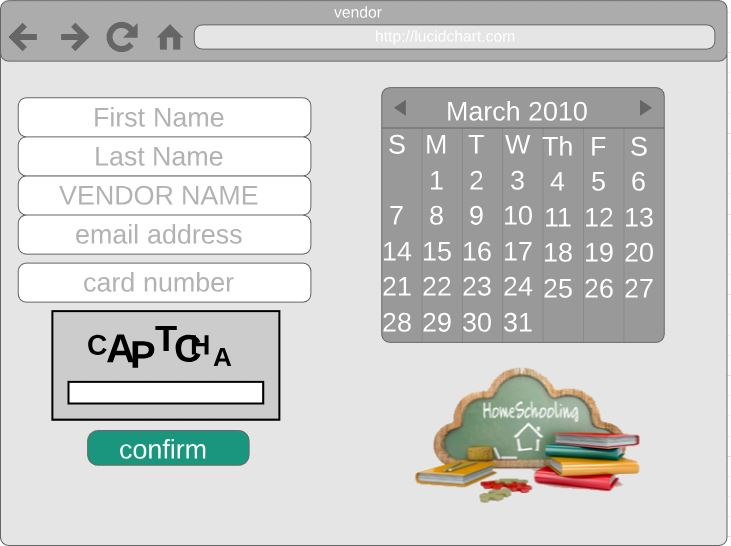 vendor
http://lucidchart.com
First Name
Last Name
VENDOR NAME
email address
card number
CAPTCHA
confirm
March 2010
S M T W Th F S
1 2 3 4 5 6
7 8 9 10 11 12 13
14 15 16 17 18 19 20
21 22 23 24 25 26 27
28 29 30 31
HomeSchooling